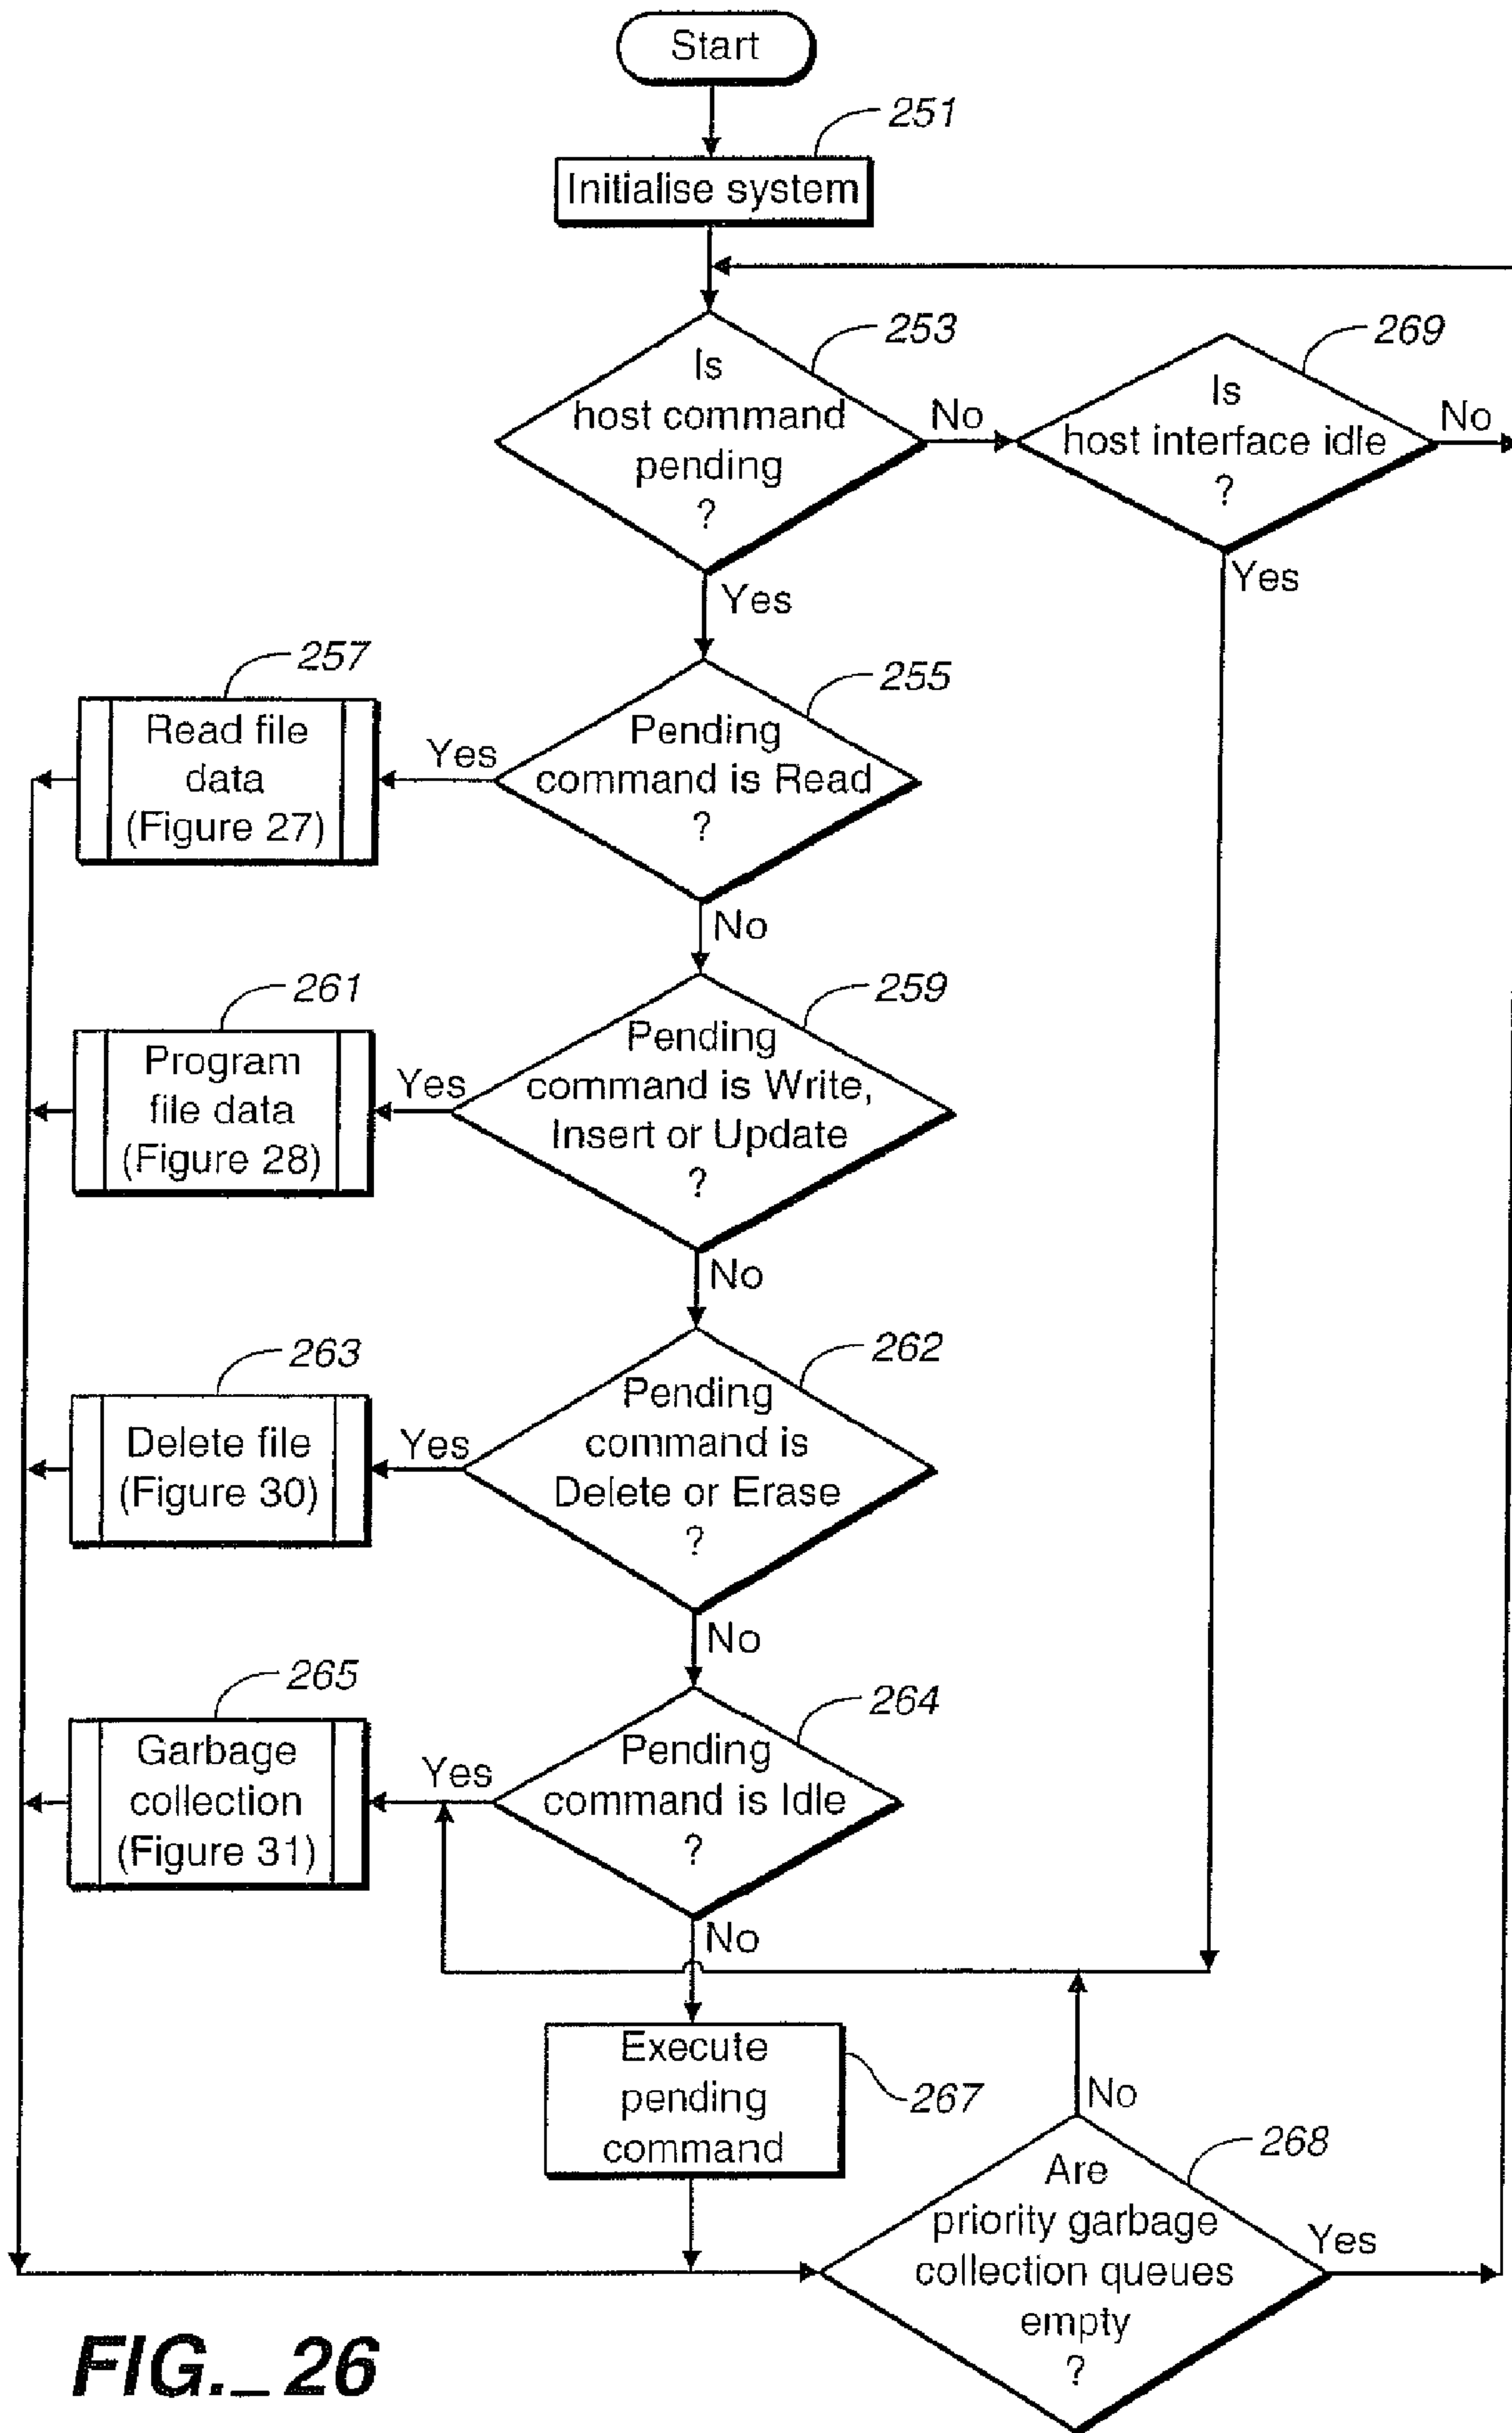 Start
251
Initialise system
253
Is
host command
pending
?
No
269
Is
host interface idle
?
No
Yes
Yes
257
Read file
data
(Figure 27)
Yes
255
Pending
command is Read
?
No
261
Program
file data
(Figure 28)
Yes
259
Pending
command is Write,
Insert or Update
?
No
263
Delete file
(Figure 30)
Yes
262
Pending
command is
Delete or Erase
?
No
265
Garbage
collection
(Figure 31)
Yes
264
Pending
command is Idle
?
No
Execute
pending
command
267
No
268
Are
priority garbage
collection queues
empty
?
Yes
FIG._26